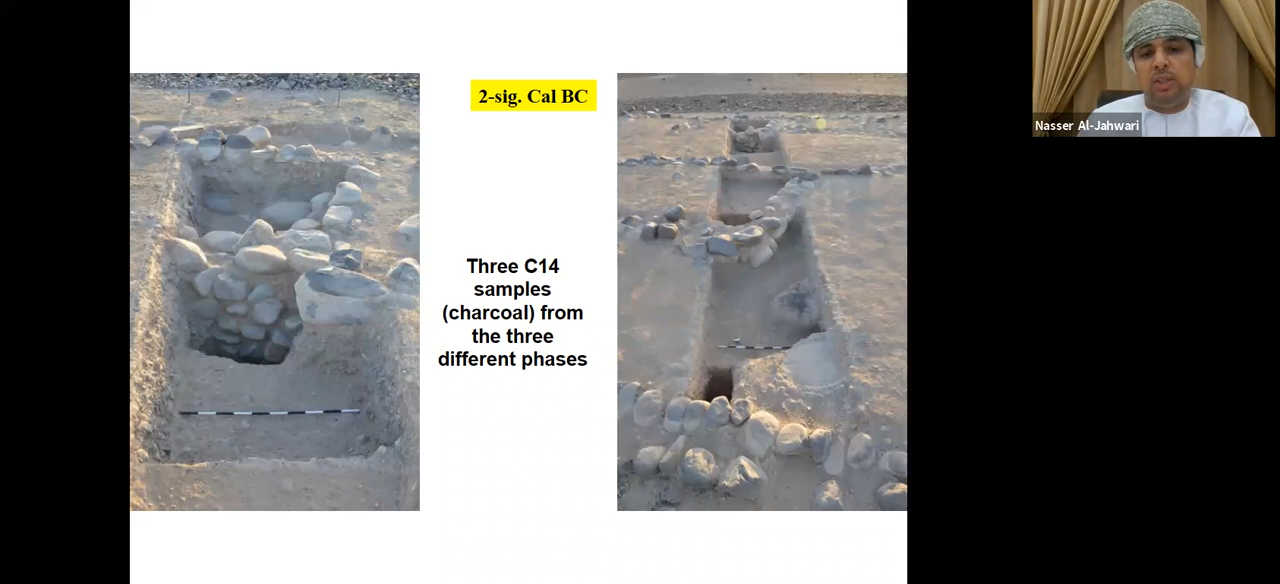 2-sig. Cal BC
Three C14
samples
(charcoal) from
the three
different phases
Nasser Al-Jahwari